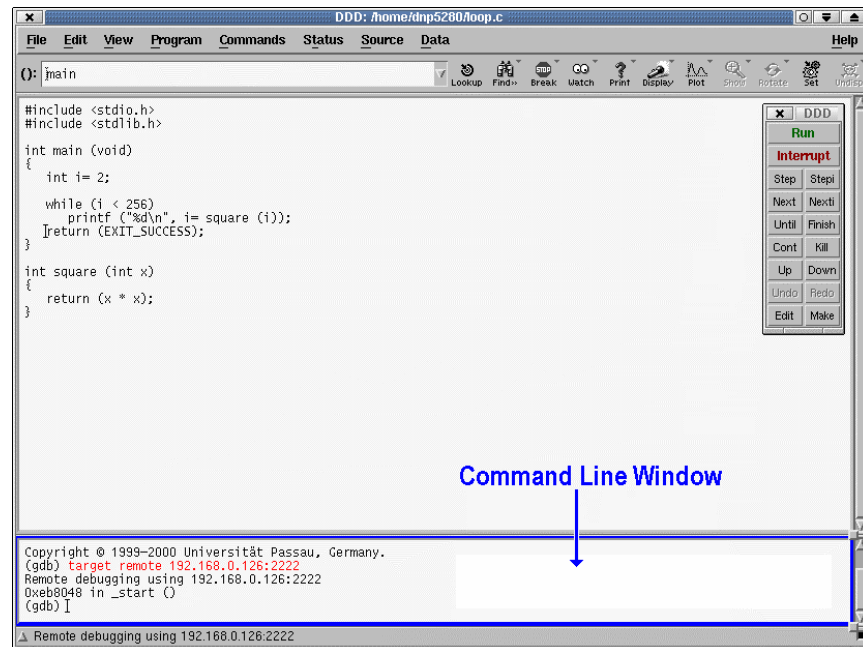 DDD: /home/dnp5280/loop.c
File Edit View Program Commands Status Source Data Help
(): main
Lookup Find» Break Watch Print Display Plot Show Rotate Set Undisp
#include <stdio.h>
#include <stdlib.h>
int main (void)
{
int i= 2;
while (i < 256)
printf ("%d\n", i= square (i));
return (EXIT_SUCCESS);
}
int square (int x)
{
return (x * x);
}
DDD
Run
Interrupt
Step Stepi
Next Nexti
Until Finish
Cont Kill
Up Down
Undo Redo
Edit Make
Command Line Window
Copyright © 1999-2000 Universität Passau, Germany.
(gdb) target remote 192.168.0.126:2222
Remote debugging using 192.168.0.126:2222
0xeb8048 in _start ()
(gdb)
Remote debugging using 192.168.0.126:2222